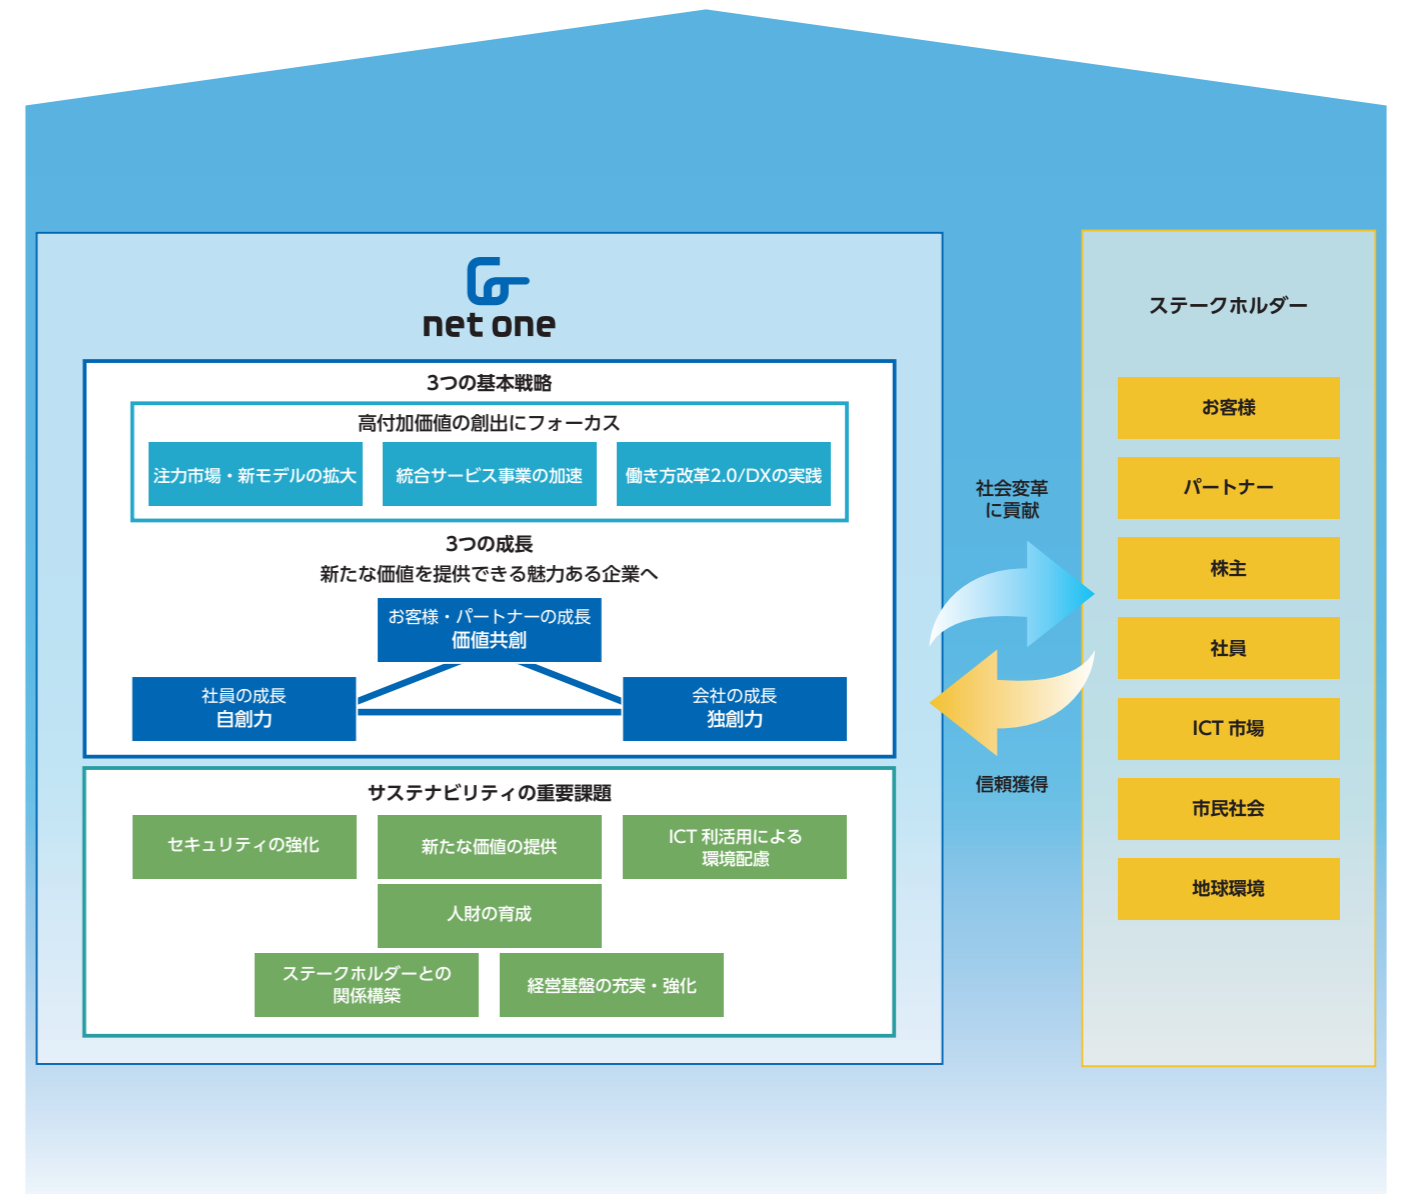 net one
3つの基本戦略
高付加価値の創出にフォーカス
注力市場・新モデルの拡大
統合サービス事業の加速
働き方改革2.0/DXの実践
3つの成長
新たな価値を提供できる魅力ある企業へ
お客様・パートナーの成長
価値共創
社員の成長
自創力
会社の成長
独創力
サステナビリティの重要課題
セキュリティの強化
新たな価値の提供
ICT 利活用による
環境配慮
人財の育成
ステークホルダーとの
関係構築
経営基盤の充実・強化
社会変革
に貢献
信頼獲得
ステークホルダー
お客様
パートナー
株主
社員
ICT 市場
市民社会
地球環境